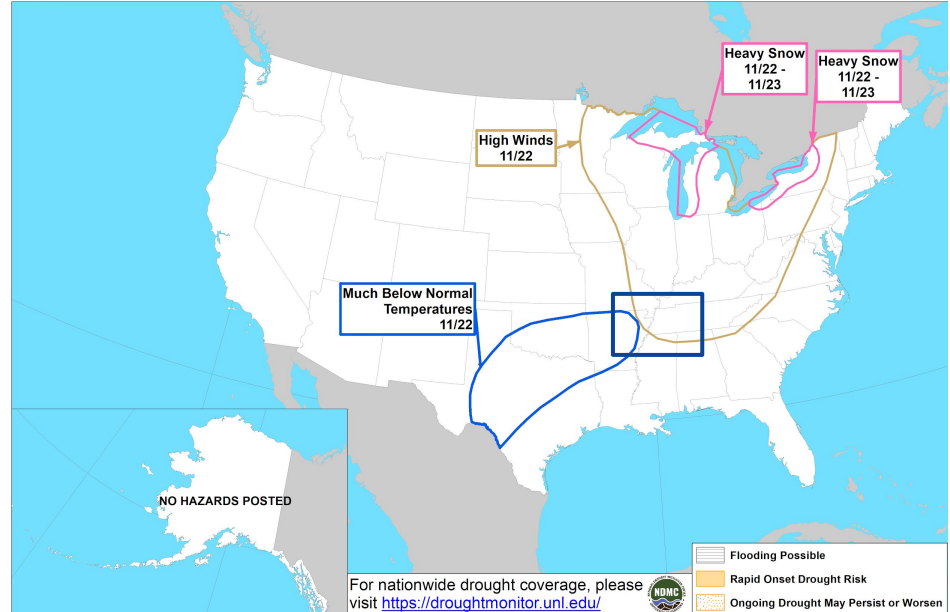 Heavy Snow
11/22 -
11/23
Heavy Snow
11/22 -
11/23
High Winds
11/22
Much Below Normal
Temperatures
11/22
NO HAZARDS POSTED
For nationwide drought coverage, please
visit https://droughtmonitor.unl.edu/
NDMC
Flooding Possible
Rapid Onset Drought Risk
Ongoing Drought May Persist or Worsen